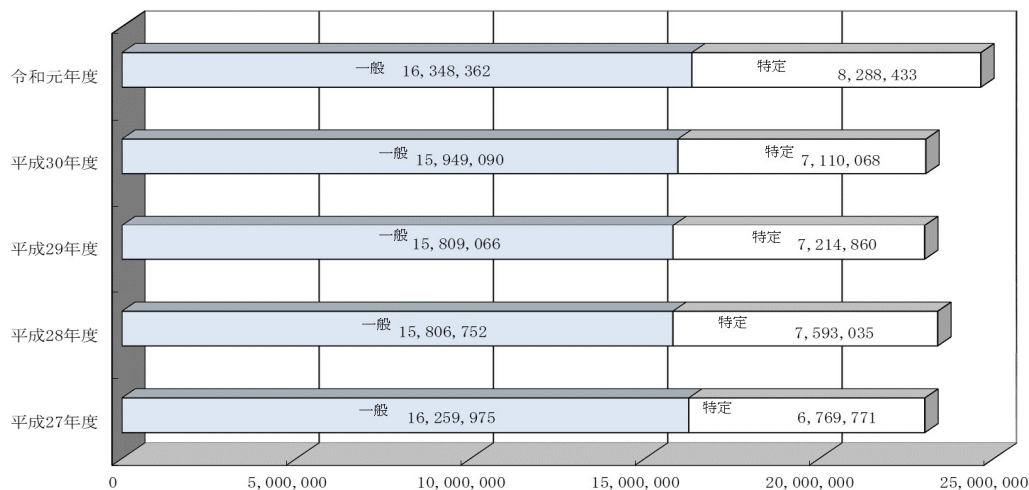 令和元年度 一般 16,348,362 特定 8,288,433
平成30年度 一般 15,949,090 特定 7,110,068
平成29年度 一般 15,809,066 特定 7,214,860
平成28年度 一般 15,806,752 特定 7,593,035
平成27年度 一般 16,259,975 特定 6,769,771
0 5,000,000 10,000,000 15,000,000 20,000,000 25,000,000